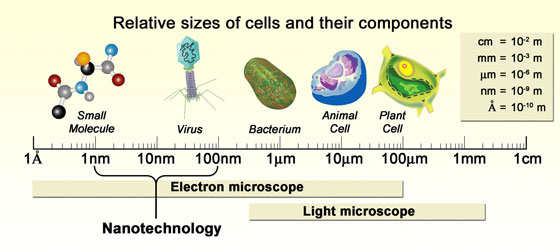 Relative sizes of cells and their components
cm = 10⁻² m
mm = 10⁻³ m
μm = 10⁻⁶ m
nm = 10⁻⁹ m
Å = 10⁻¹⁰ m
Small
Molecule
Virus
Bacterium
Animal
Cell
Plant
Cell
1Å 1nm 10nm 100nm 1μm 10μm 100μm 1mm 1cm
Electron microscope
Nanotechnology
Light microscope